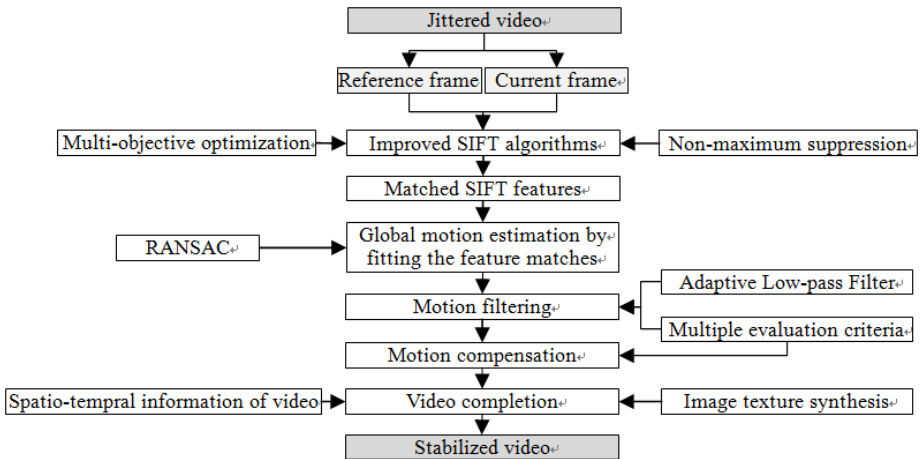 Jittered video
Reference frame
Current frame
Multi-objective optimization
Improved SIFT algorithms
Non-maximum suppression
Matched SIFT features
RANSAC
Global motion estimation by
fitting the feature matches
Adaptive Low-pass Filter
Motion filtering
Multiple evaluation criteria
Motion compensation
Spatio-tempral information of video
Video completion
Image texture synthesis
Stabilized video